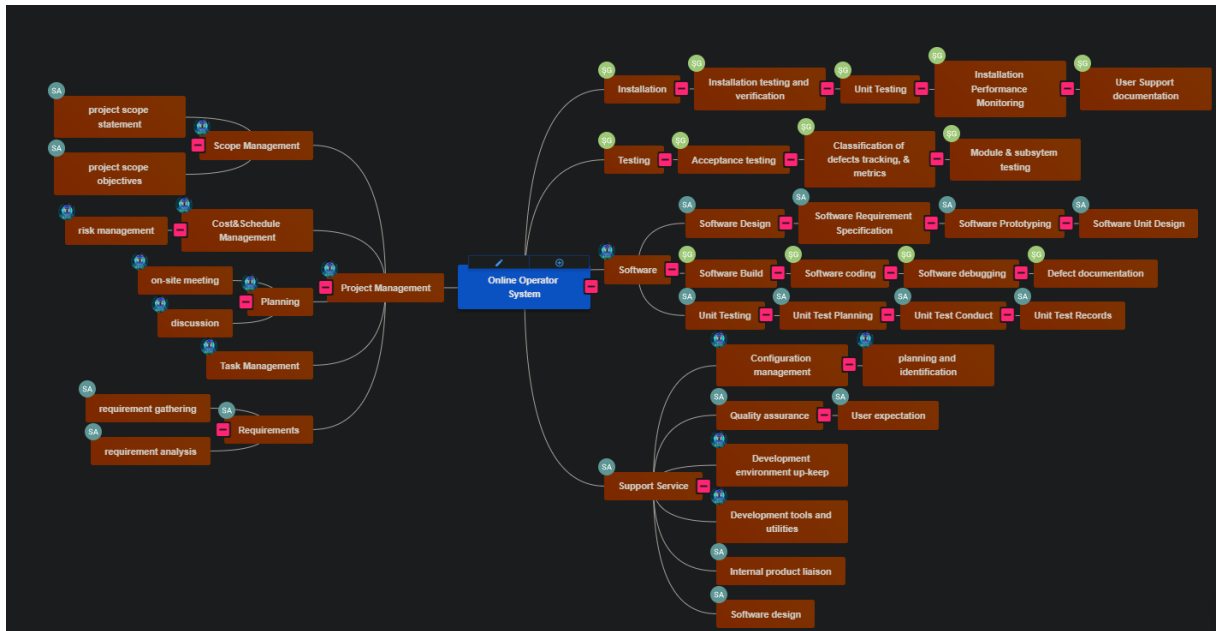 SA
project scope
statement
SA
project scope
objectives
Scope Management
risk management
Cost&Schedule
Management
on-site meeting
discussion
Planning
Task Management
SA
requirement gathering
SA
requirement analysis
SA
Requirements
Project Management
Online Operator
System
SG
Installation
SG
Installation testing and
verification
SG
Unit Testing
SG
Installation
Performance
Monitoring
SG
User Support
documentation
SG
Testing
SG
Acceptance testing
SG
Classification of
defects tracking, &
metrics
SG
Module & subsytem
testing
Software
SA
Software Design
SA
Software Requirement
Specification
SA
Software Prototyping
SA
Software Unit Design
SG
Software Build
SG
Software coding
SG
Software debugging
SG
Defect documentation
SA
Unit Testing
SA
Unit Test Planning
SA
Unit Test Conduct
SA
Unit Test Records
SA
Support Service
Configuration
management
planning and
identification
SA
Quality assurance
SA
User expectation
Development
environment up-keep
Development tools and
utilities
SA
Internal product liaison
SA
Software design